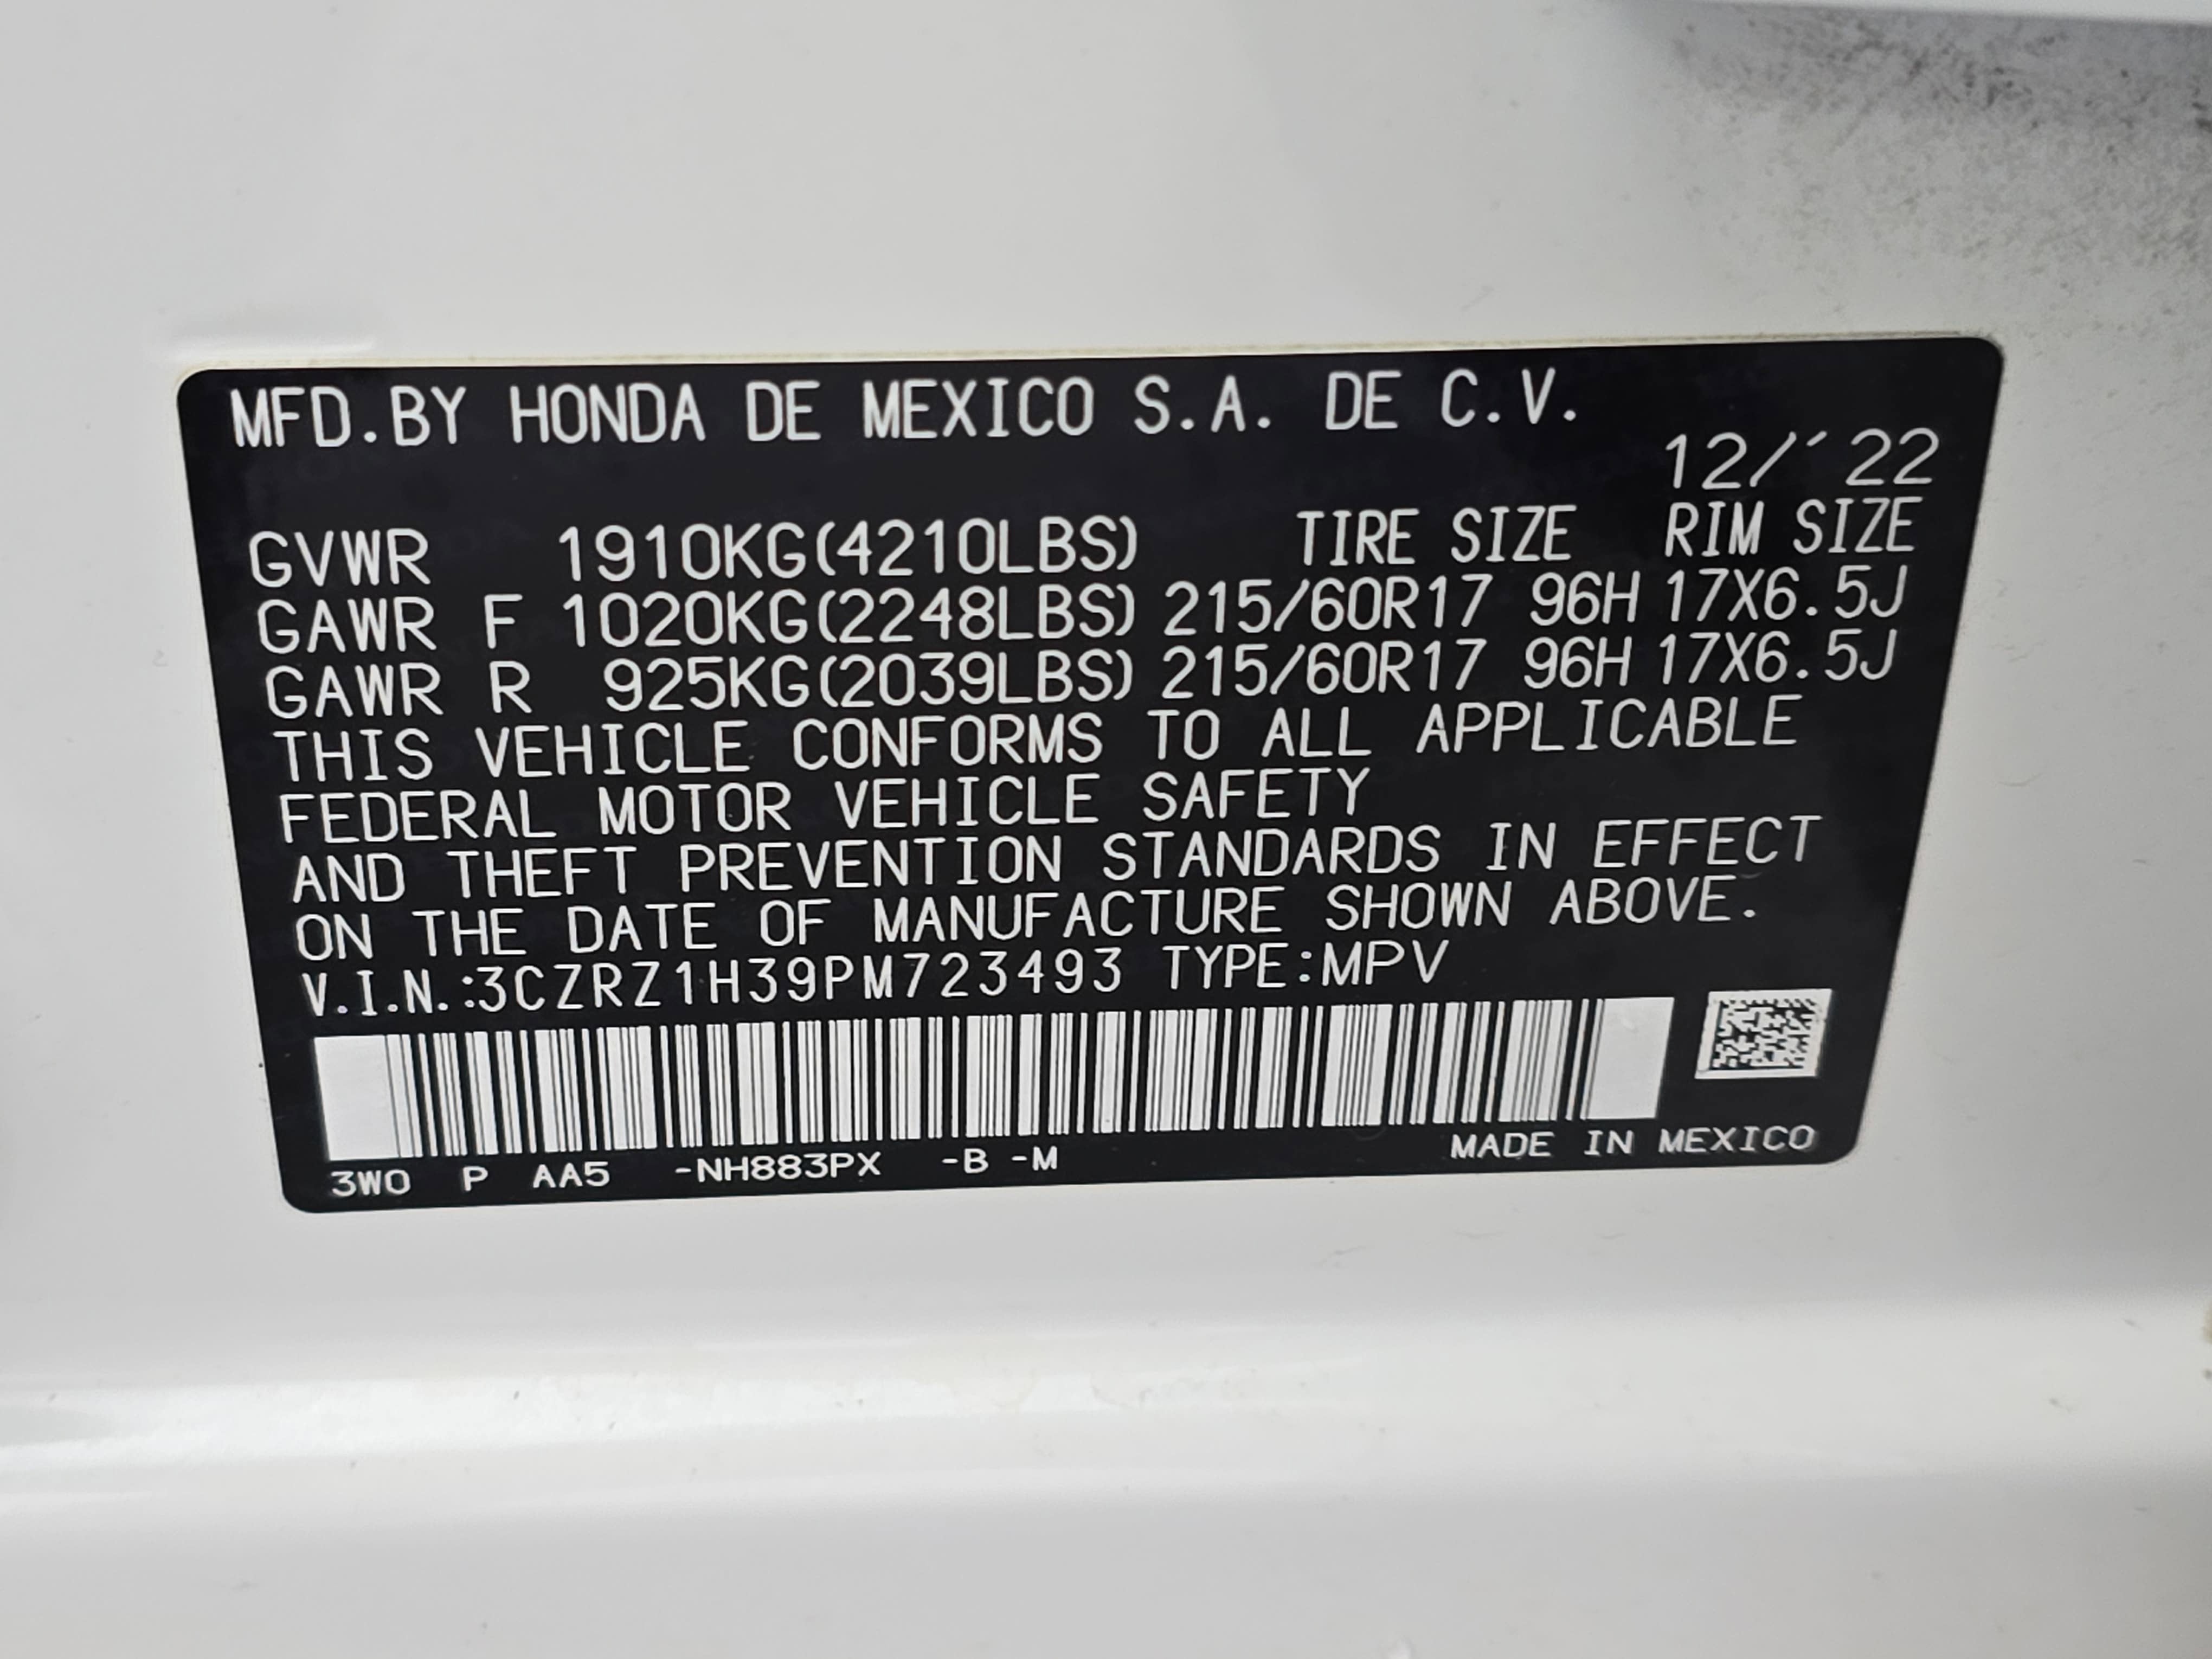 MFD.BY HONDA DE MEXICO S.A. DE C.V.
12/´22
GVWR 1910KG(4210LBS) TIRE SIZE RIM SIZE
GAWR F 1020KG(2248LBS) 215/60R17 96H 17X6.5J
GAWR R 925KG(2039LBS) 215/60R17 96H 17X6.5J
THIS VEHICLE CONFORMS TO ALL APPLICABLE
FEDERAL MOTOR VEHICLE SAFETY
AND THEFT PREVENTION STANDARDS IN EFFECT
ON THE DATE OF MANUFACTURE SHOWN ABOVE.
V.I.N.:3CZRZ1H39PM723493 TYPE:MPV
3W0 P AA5 -NH883PX -B -M MADE IN MEXICO